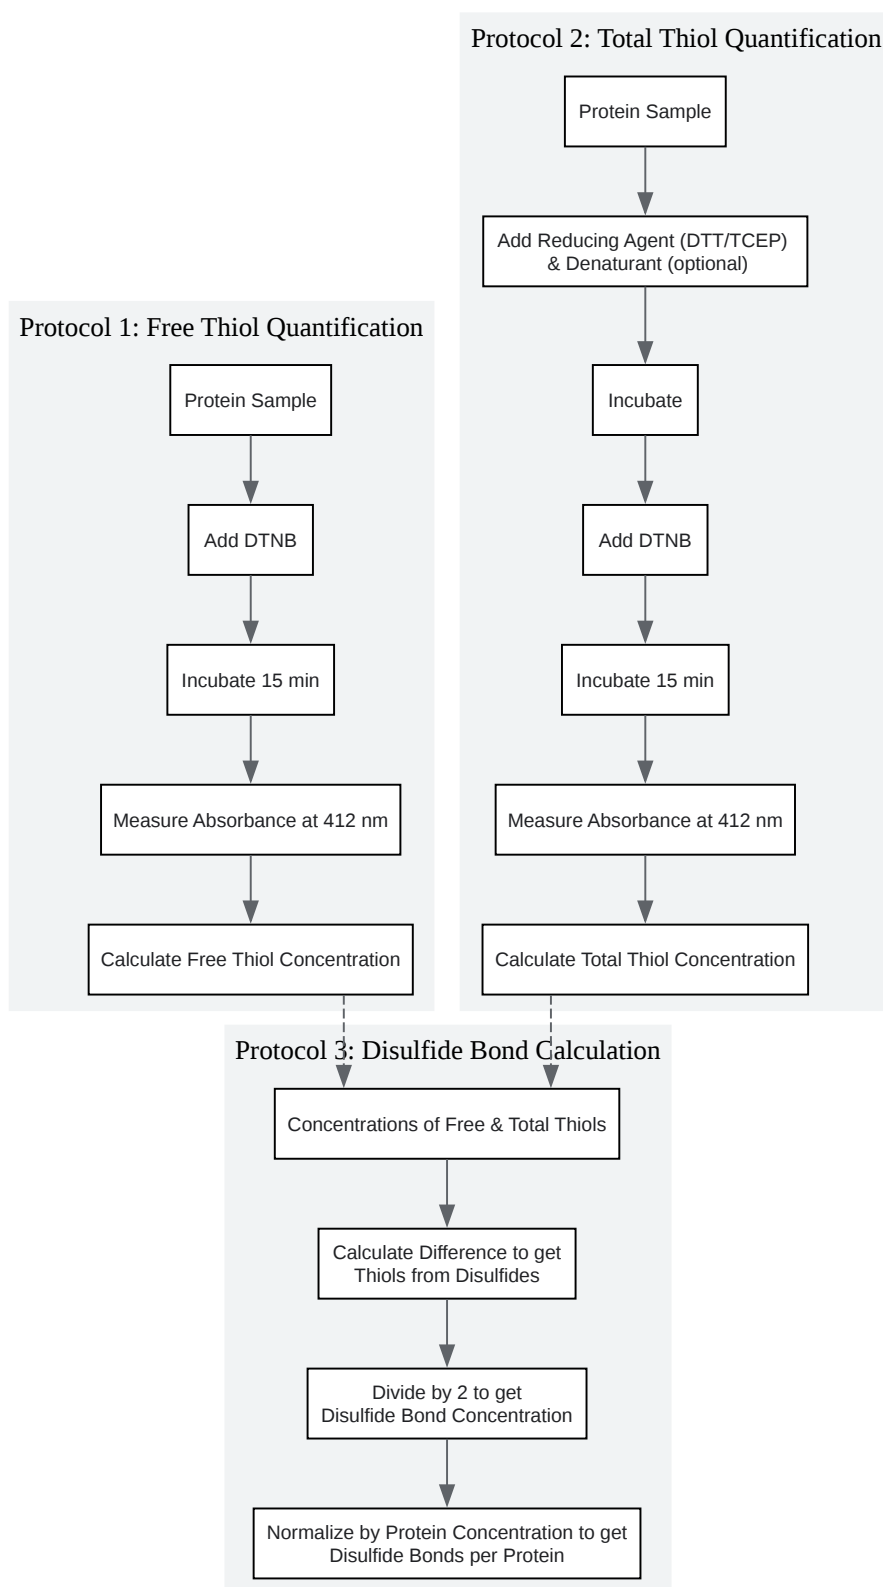 Protocol 2: Total Thiol Quantification
Protein Sample
Add Reducing Agent (DTT/TCEP)
& Denaturant (optional)
Incubate
Add DTNB
Incubate 15 min
Measure Absorbance at 412 nm
Calculate Total Thiol Concentration
Protocol 1: Free Thiol Quantification
Protein Sample
Add DTNB
Incubate 15 min
Measure Absorbance at 412 nm
Calculate Free Thiol Concentration
Protocol 3: Disulfide Bond Calculation
Concentrations of Free & Total Thiols
Calculate Difference to get
Thiols from Disulfides
Divide by 2 to get
Disulfide Bond Concentration
Normalize by Protein Concentration to get
Disulfide Bonds per Protein